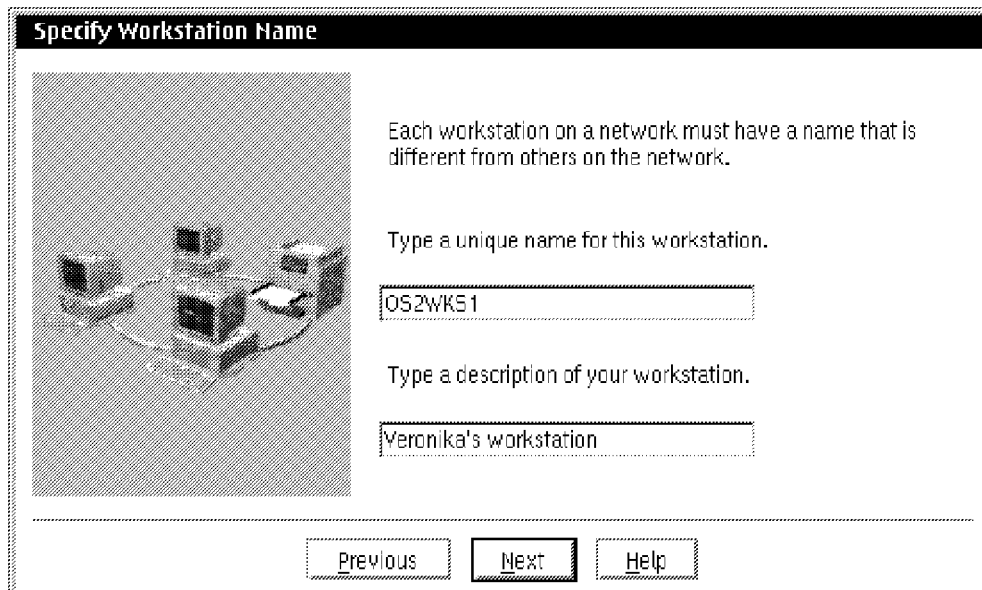 Specify Workstation Name
Each workstation on a network must have a name that is
different from others on the network.
Type a unique name for this workstation.
OS2WKS1
Type a description of your workstation.
Veronika's workstation
Previous
Next
Help